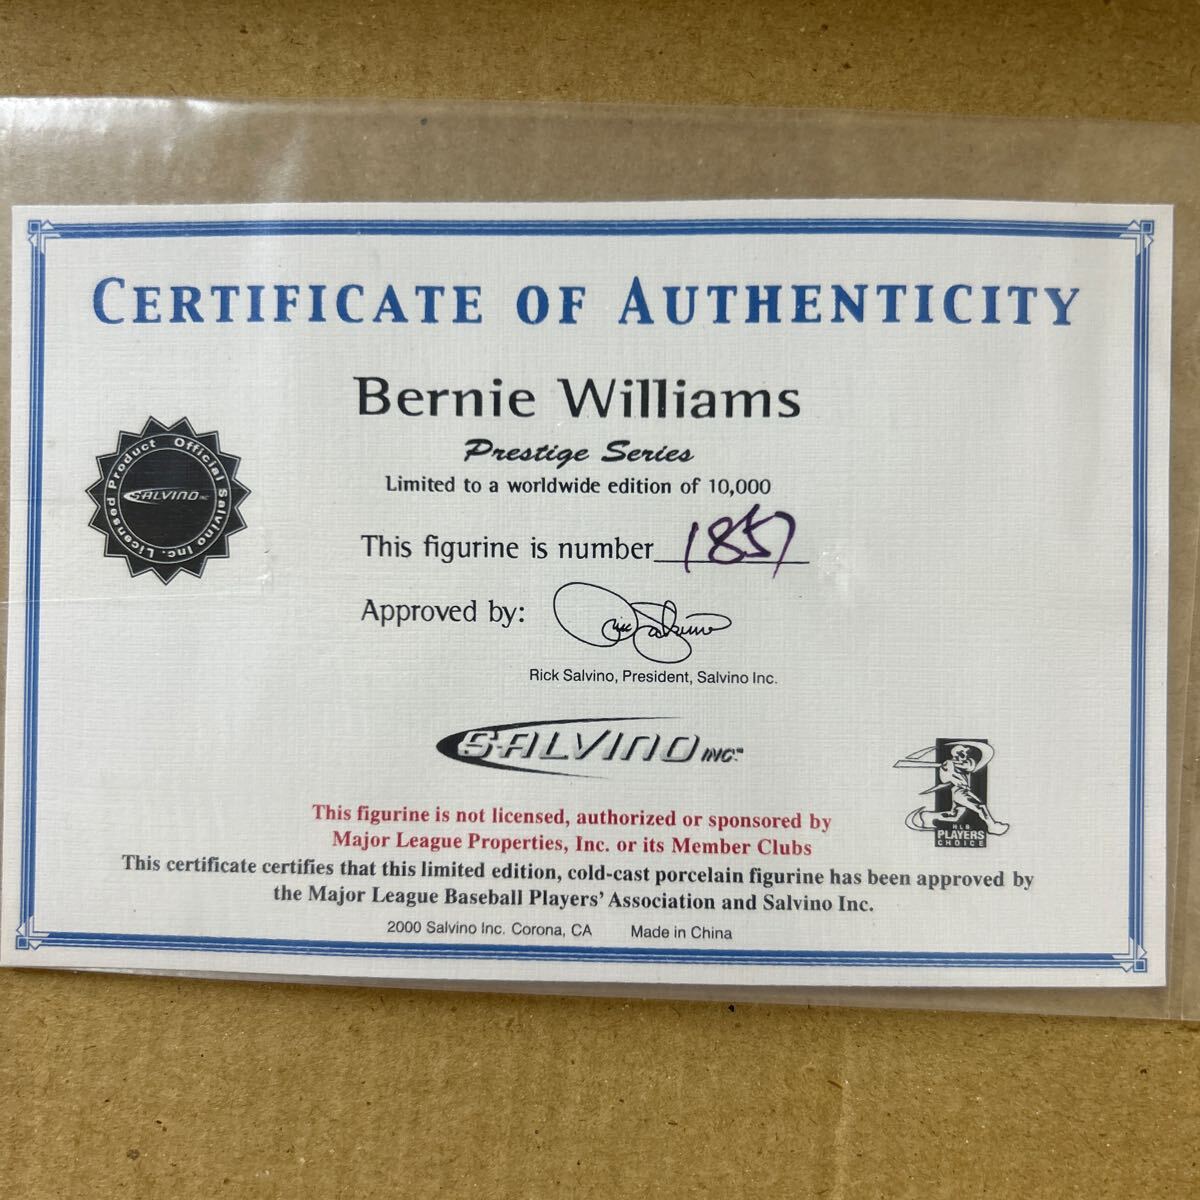 CERTIFICATE OF AUTHENTICITY
Bernie Williams
Prestige Series
Limited to a worldwide edition of 10,000
This figurine is number 1857
Approved by:
Rick Salvino, President, Salvino Inc.
Official Salvino Inc. Licensed Product
SALVINO INC
SALVINO INC.™
MLB
PLAYERS
CHOICE
This figurine is not licensed, authorized or sponsored by
Major League Properties, Inc. or its Member Clubs
This certificate certifies that this limited edition, cold-cast porcelain figurine has been approved by
the Major League Baseball Players' Association and Salvino Inc.
2000 Salvino Inc. Corona, CA Made in China